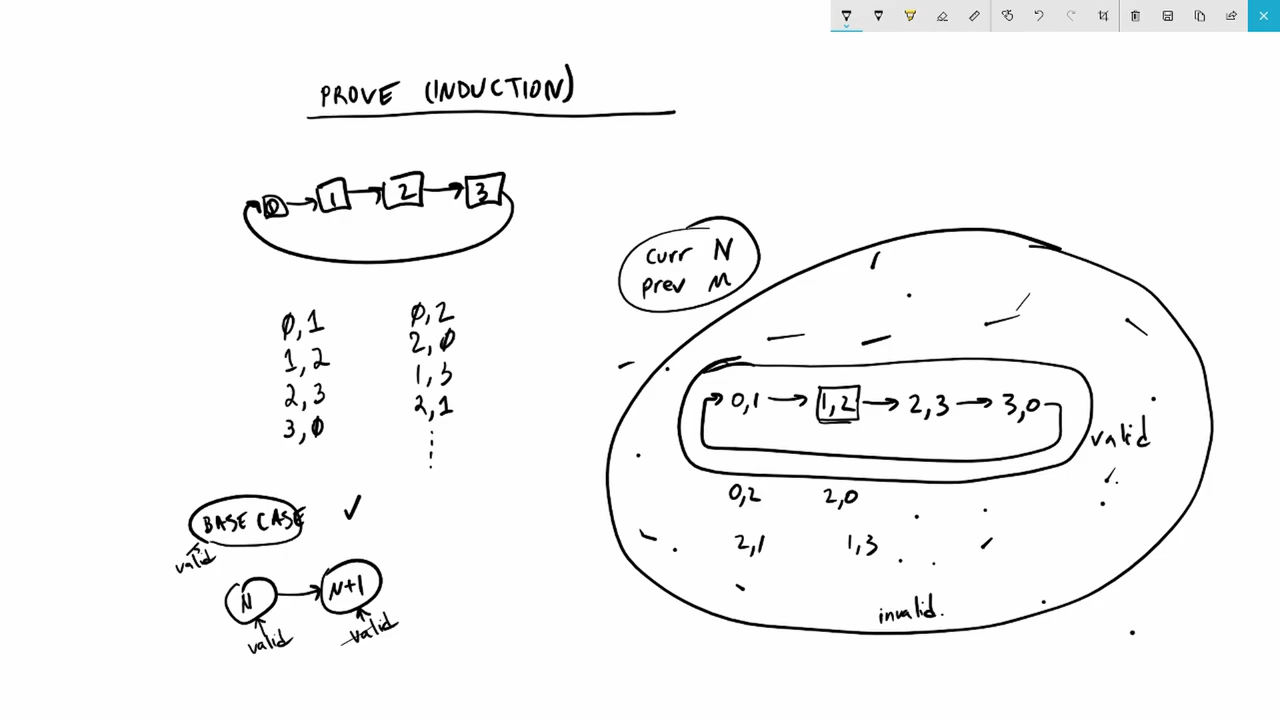 PROVE (INDUCTION)
0 1 2 3
0,1
1,2
2,3
3,0
0,2
2,0
1,3
2,1
BASE CASE ✓
valid
N N+1
valid valid
curr N
prev M
0,1 1,2 2,3 3,0
valid
0,2 2,0
2,1 1,3
invalid.